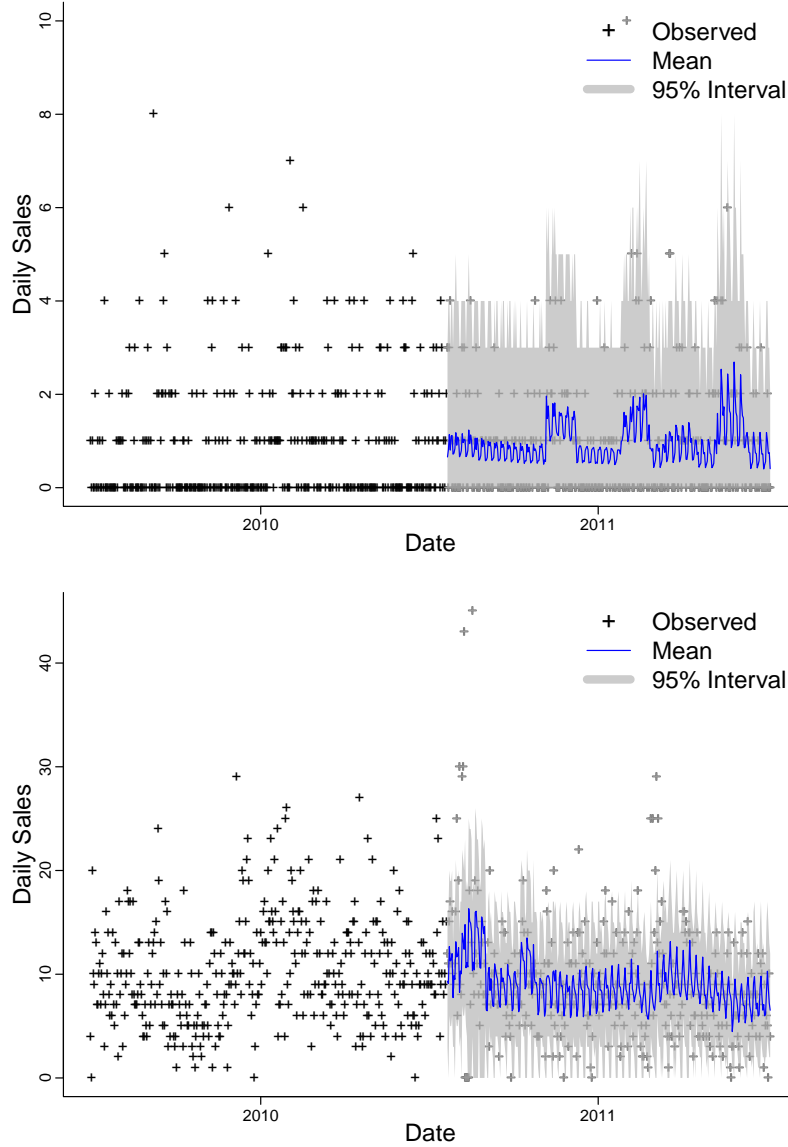 10
8
6
4
2
0
Daily Sales
Observed
Mean
95% Interval
2010
2011
Date
40
30
20
10
0
Daily Sales
Observed
Mean
95% Interval
2010
2011
Date